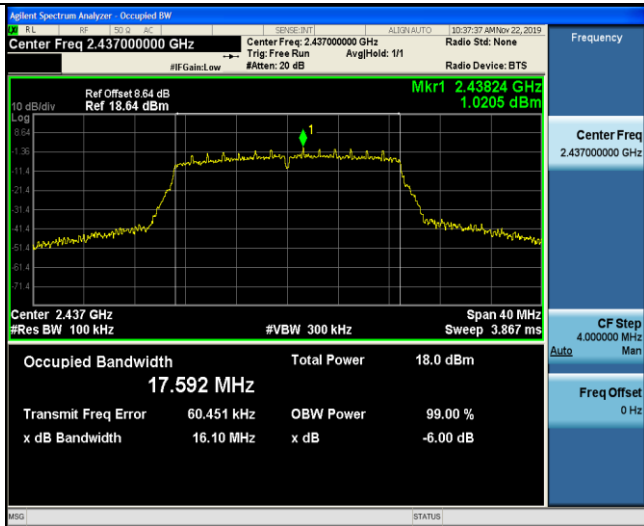 Agilent Spectrum Analyzer - Occupied BW
RL RF 50 Ω AC SENSE:INT ALIGN AUTO 10:37:37 AM Nov 22, 2019
Center Freq 2.437000000 GHz Center Freq: 2.437000000 GHz Radio Std: None Frequency
Trig: Free Run Avg|Hold: 1/1
#IFGain:Low #Atten: 20 dB Radio Device: BTS
Ref Offset 8.64 dB Mkr1 2.43824 GHz
10 dB/div Ref 18.64 dBm 1.0205 dBm
Log
8.64
1
-1.36
-11.4
-21.4
-31.4
-41.4
-51.4
-61.4
-71.4
Center Freq
2.437000000 GHz
Center 2.437 GHz Span 40 MHz
#Res BW 100 kHz #VBW 300 kHz Sweep 3.867 ms
CF Step
4.000000 MHz
Auto Man
Occupied Bandwidth Total Power 18.0 dBm
17.592 MHz
Transmit Freq Error 60.451 kHz OBW Power 99.00 %
x dB Bandwidth 16.10 MHz x dB -6.00 dB
Freq Offset
0 Hz
MSG STATUS